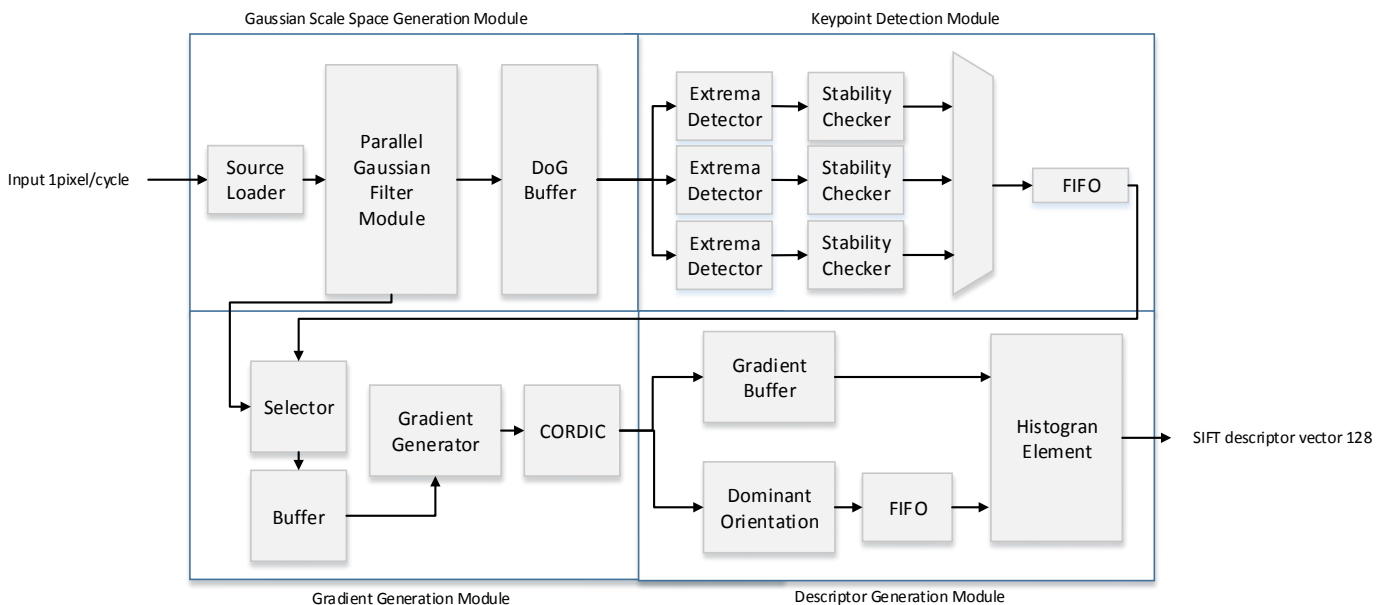 Gaussian Scale Space Generation Module
Keypoint Detection Module
Input 1pixel/cycle
Source
Loader
Parallel
Gaussian
Filter
Module
DoG
Buffer
Extrema
Detector
Stability
Checker
Extrema
Detector
Stability
Checker
Extrema
Detector
Stability
Checker
FIFO
Selector
Buffer
Gradient
Generator
CORDIC
Gradient
Buffer
Dominant
Orientation
FIFO
Histogran
Element
SIFT descriptor vector 128
Gradient Generation Module
Descriptor Generation Module